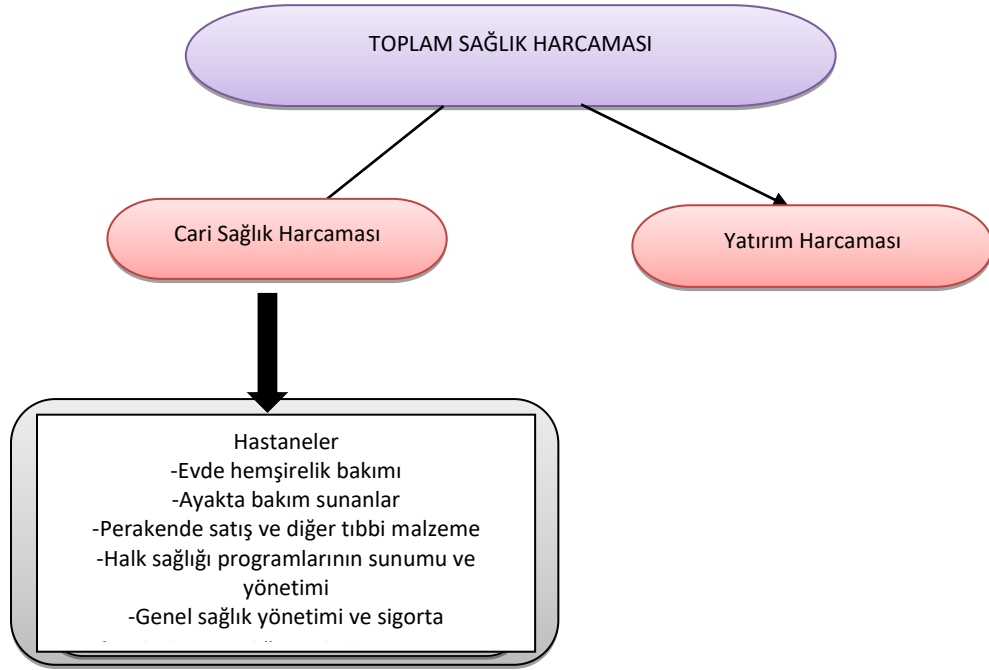 TOPLAM SAĞLIK HARCAMASI
Cari Sağlık Harcaması
Yatırım Harcaması
Hastaneler
-Evde hemşirelik bakımı
-Ayakta bakım sunanlar
-Perakende satış ve diğer tıbbi malzeme
-Halk sağlığı programlarının sunumu ve
yönetimi
-Genel sağlık yönetimi ve sigorta